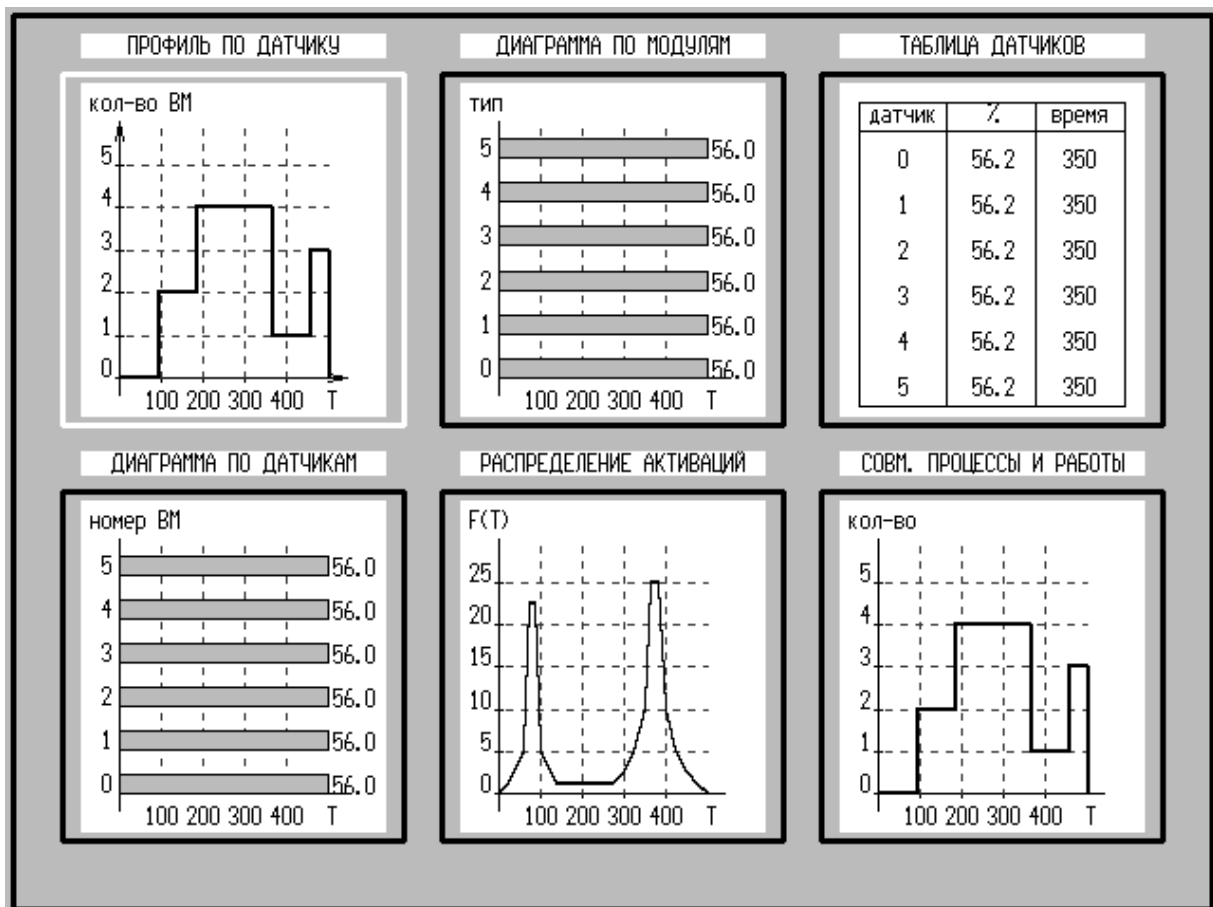 ПРОФИЛЬ ПО ДАТЧИКУ
кол-во ВМ
5
4
3
2
1
0
100 200 300 400 T
ДИАГРАММА ПО МОДУЛЯМ
тип
5 56.0
4 56.0
3 56.0
2 56.0
1 56.0
0 56.0
100 200 300 400 T
ТАБЛИЦА ДАТЧИКОВ
датчик % время
0 56.2 350
1 56.2 350
2 56.2 350
3 56.2 350
4 56.2 350
5 56.2 350
ДИАГРАММА ПО ДАТЧИКАМ
номер ВМ
5 56.0
4 56.0
3 56.0
2 56.0
1 56.0
0 56.0
100 200 300 400 T
РАСПРЕДЕЛЕНИЕ АКТИВАЦИЙ
F(T)
25
20
15
10
5
0
100 200 300 400 T
СОВМ. ПРОЦЕССЫ И РАБОТЫ
кол-во
5
4
3
2
1
0
100 200 300 400 T